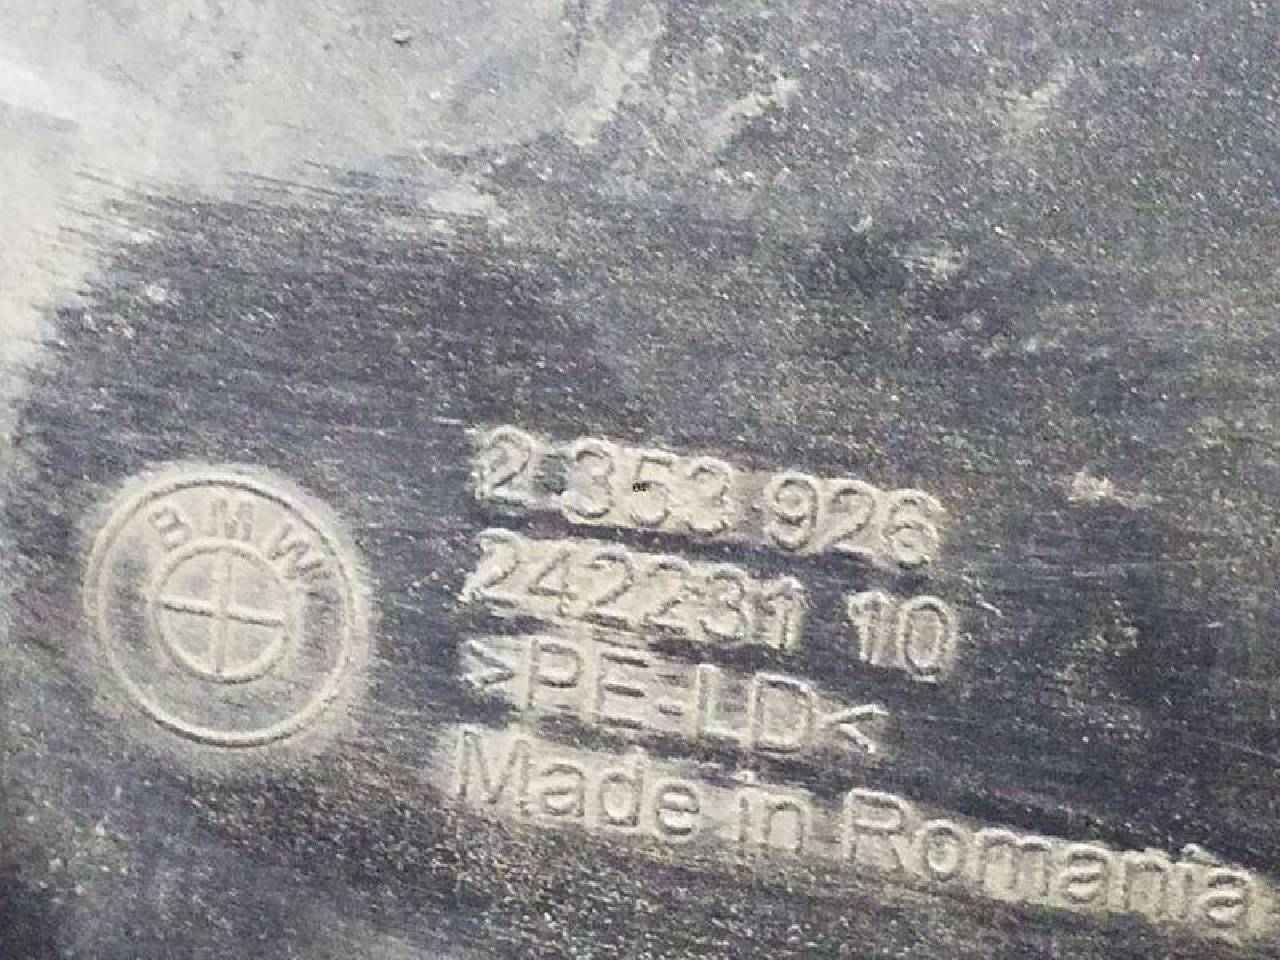 BMW
2 353 926
242231 10
>PE-LD<
Made in Romania